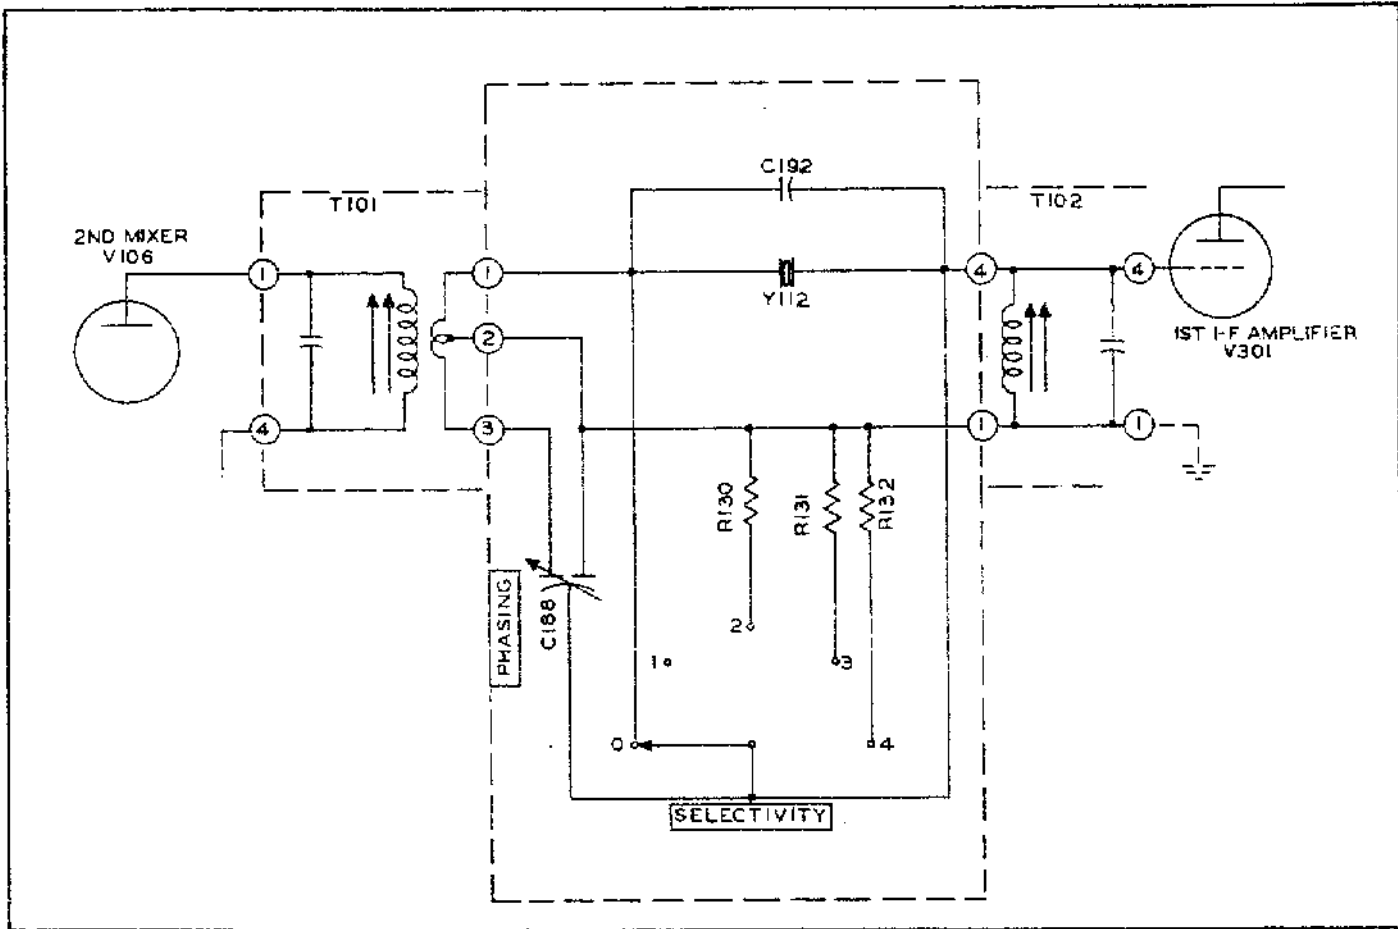 C192
T101
T102
2ND MIXER
V106
1
1
4
4
Y112
2
1ST I-F AMPLIFIER
V301
4
3
1
1
R130
R131
R132
PHASING
C188
2
1
3
0
4
SELECTIVITY